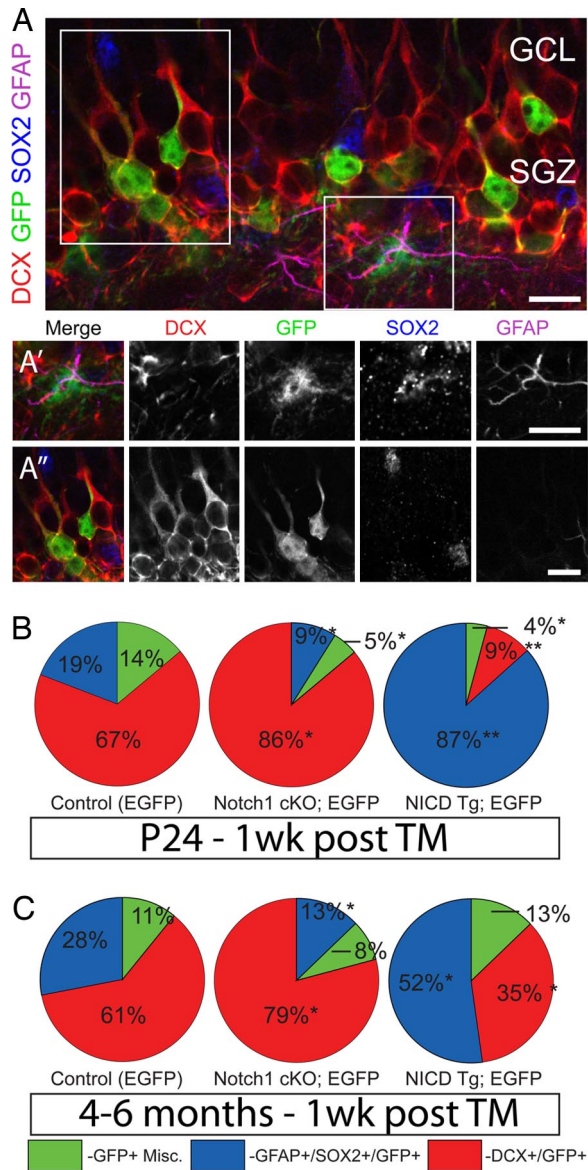 A
DCX GFP SOX2 GFAP
GCL
SGZ
Merge DCX GFP SOX2 GFAP
A'
A"
B
19% 14% 67%
9%* 5%* 86%*
4%* 9%** 87%**
Control (EGFP) Notch1 cKO; EGFP NICD Tg; EGFP
P24 - 1wk post TM
C
28% 11% 61%
13%* 8% 79%*
13% 52%* 35% *
Control (EGFP) Notch1 cKO; EGFP NICD Tg; EGFP
4-6 months - 1wk post TM
-GFP+ Misc. -GFAP+/SOX2+/GFP+ -DCX+/GFP+